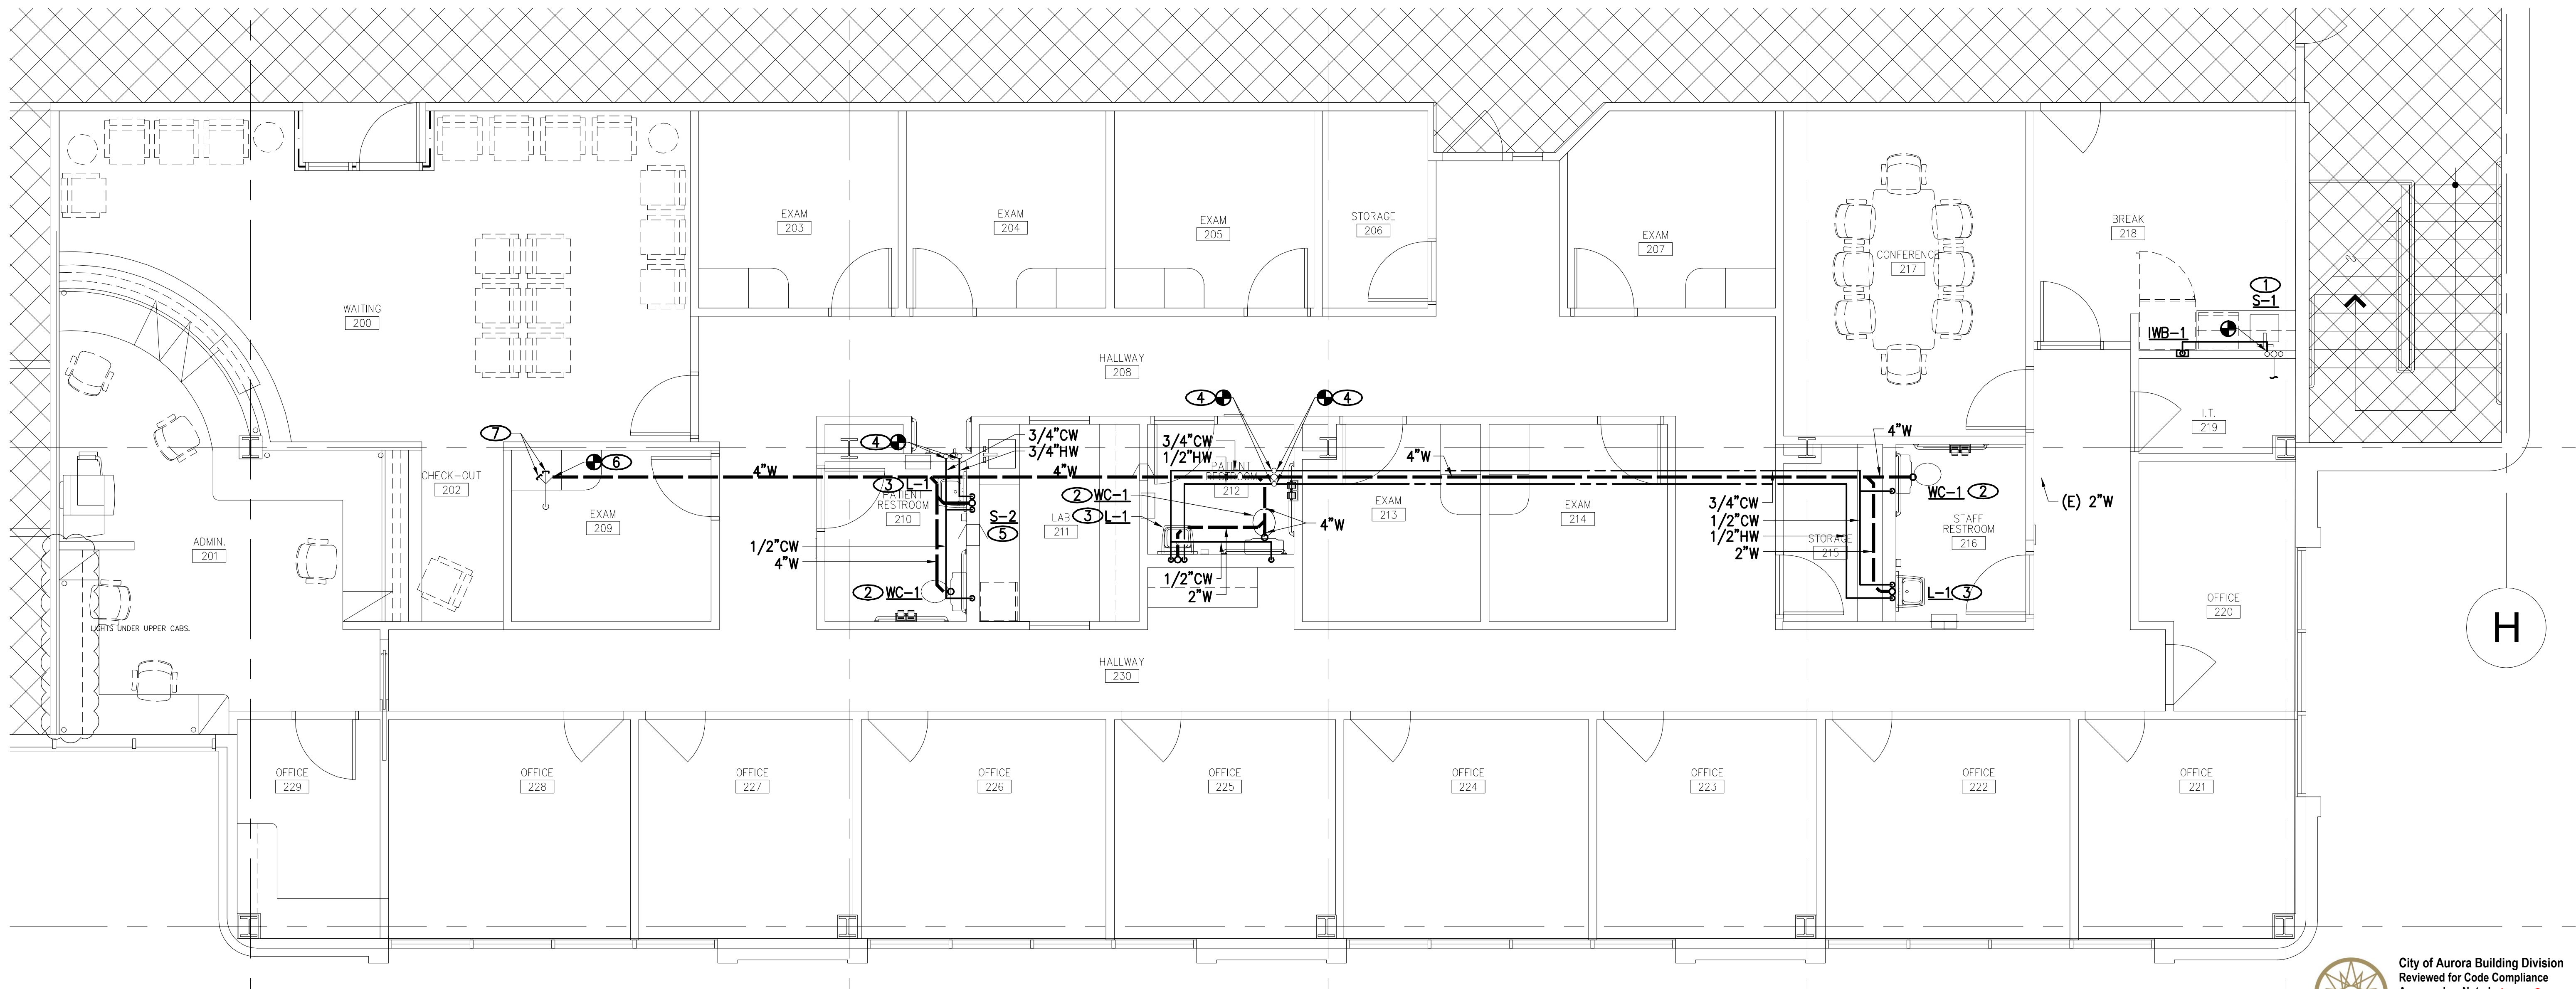 EXAM
203
EXAM
204
EXAM
205
STORAGE
206
EXAM
207
CONFERENCE
217
BREAK
218
1
S-1
IWB-1
WAITING
200
HALLWAY
208
I.T.
219
4
4
4
7
6
3/4"CW
3/4"HW
3/4"CW
1/2"HW
4"W
4"W
4"W
4"W
CHECK-OUT
202
EXAM
209
3 L-1
PATIENT
RESTROOM
210
S-2
5
LAB
211
PATIENT
RESTROOM
212
2 WC-1
3 L-1
4"W
EXAM
213
EXAM
214
3/4"CW
1/2"CW
1/2"HW
2"W
WC-1 2
STAFF
RESTROOM
216
(E) 2"W
STORAGE
215
L-1 3
ADMIN.
201
1/2"CW
4"W
2 WC-1
1/2"CW
2"W
OFFICE
220
LIGHTS UNDER UPPER CABS.
H
HALLWAY
230
OFFICE
229
OFFICE
228
OFFICE
227
OFFICE
226
OFFICE
225
OFFICE
224
OFFICE
223
OFFICE
222
OFFICE
221
City of Aurora Building Division
Reviewed for Code Compliance